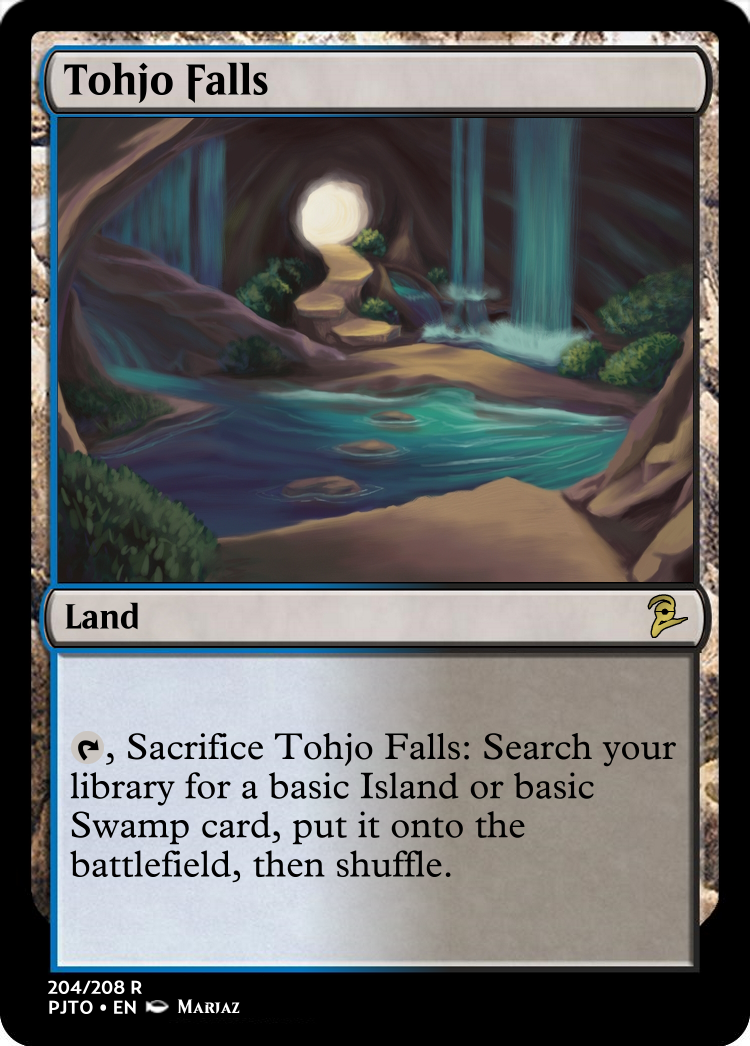 Tohjo Falls
Land
, Sacrifice Tohjo Falls: Search your
library for a basic Island or basic
Swamp card, put it onto the
battlefield, then shuffle.
204/208 R
PJTO • EN Marjaz